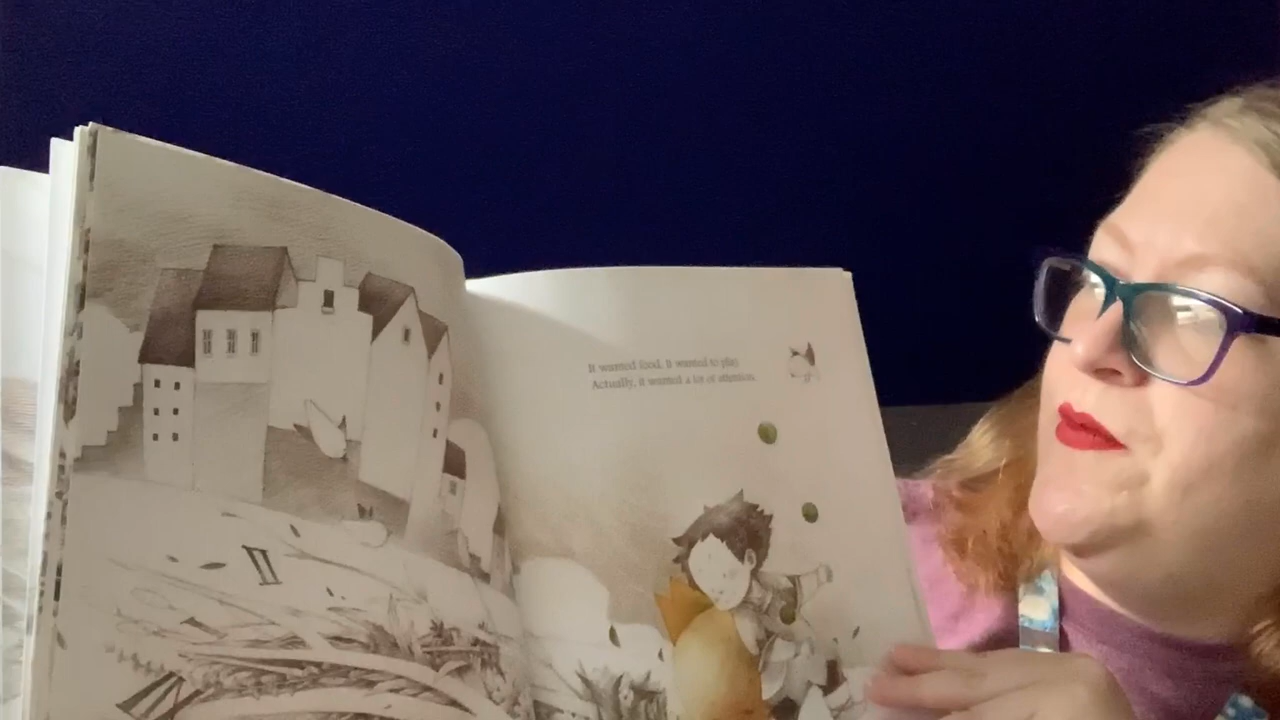 It wanted food. It wanted to play.
Actually, it wanted a lot of attention.